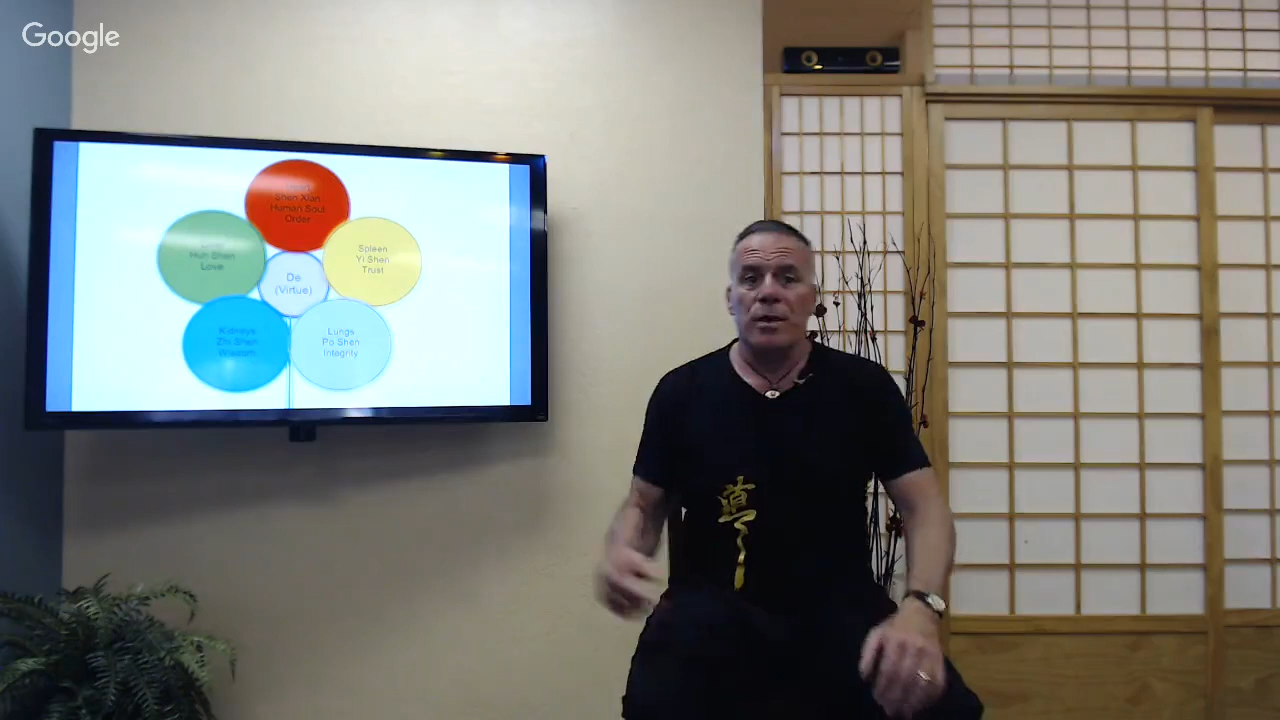 Google
Shen Xian
Human Soul
Order
Liver
Hun Shen
Love
Spleen
Yi Shen
Trust
De
(Virtue)
Kidneys
Zhi Shen
Wisdom
Lungs
Po Shen
Integrity